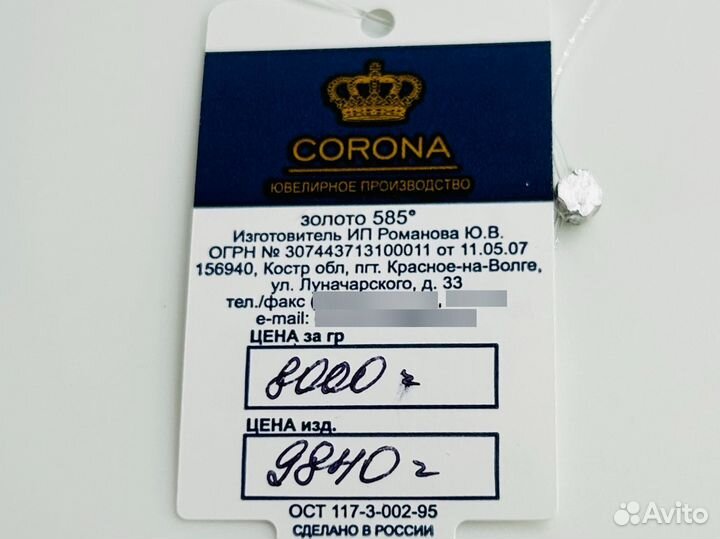 CORONA
ЮВЕЛИРНОЕ ПРОИЗВОДСТВО
золото 585°
Изготовитель ИП Романова Ю.В.
ОГРН № 307443713100011 от 11.05.07
156940, Костр обл, пгт. Красное-на-Волге,
ул. Луначарского, д. 33
тел./факс (
e-mail:
ЦЕНА за гр
8000 г
ЦЕНА изд.
9840 г
ОСТ 117-3-002-95
СДЕЛАНО В РОССИИ
Avito